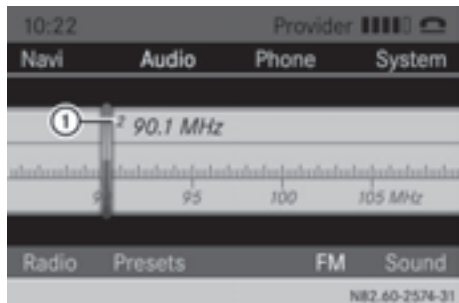 10:22 Provider
Navi Audio Phone System
1 2 90.1 MHz
95 100 105 MHz
Radio Presets FM Sound
N82.60-2574-31